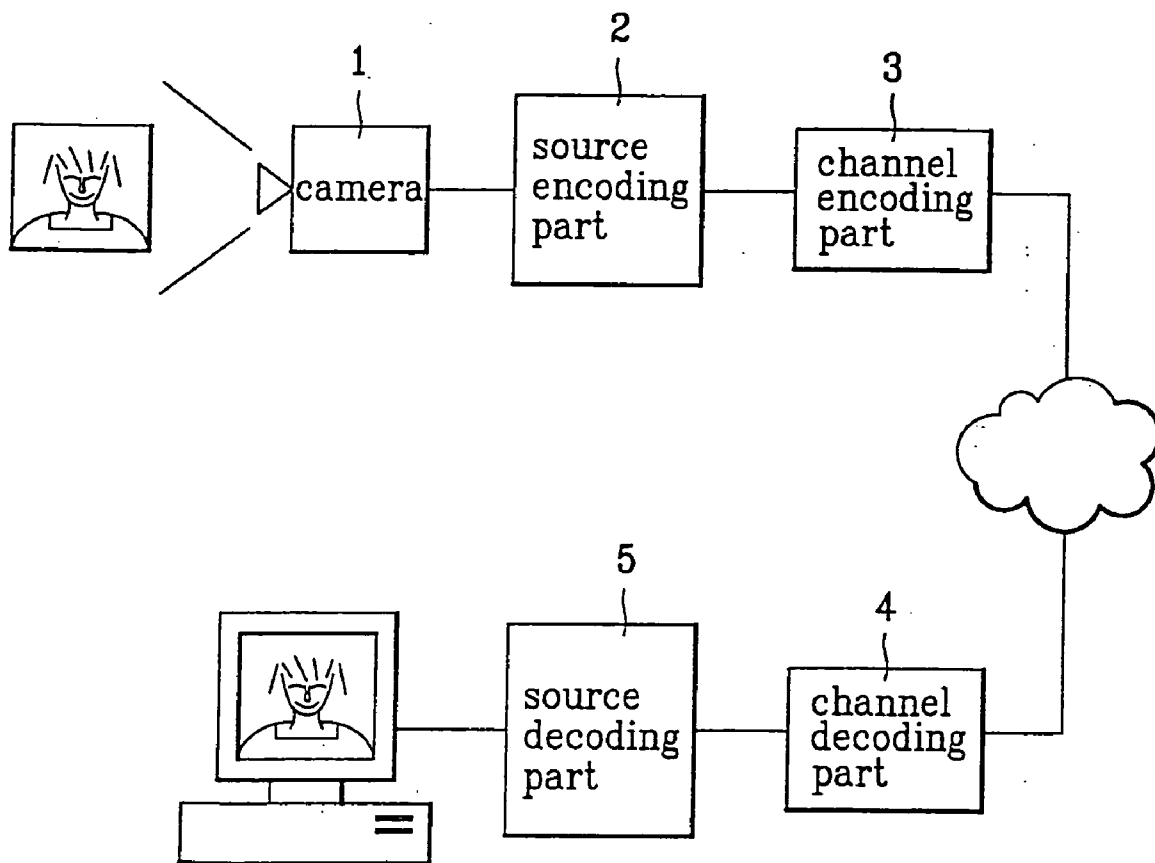 1
2
3
camera
source
encoding
part
channel
encoding
part
5
4
source
decoding
part
channel
decoding
part